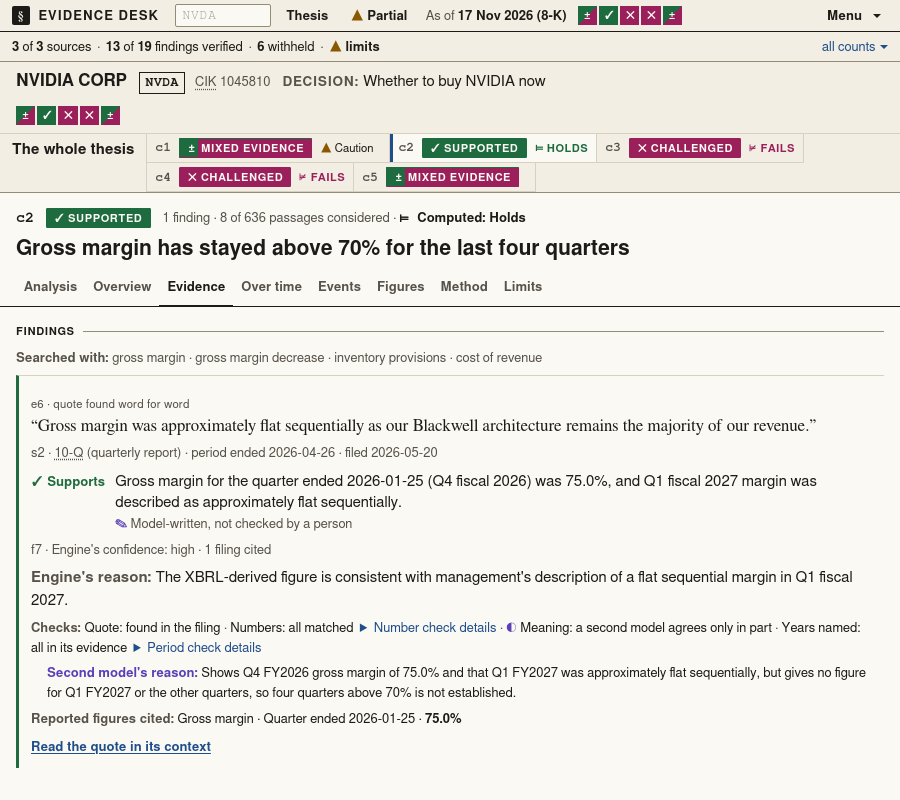 § EVIDENCE DESK NVDA Thesis ▲ Partial As of 17 Nov 2026 (8-K) ± ✓ ✕ ✕ ± Menu
3 of 3 sources · 13 of 19 findings verified · 6 withheld · ▲ limits all counts
NVIDIA CORP NVDA CIK 1045810 DECISION: Whether to buy NVIDIA now
± ✓ ✕ ✕ ±
The whole thesis c1 ± MIXED EVIDENCE ▲ Caution c2 ✓ SUPPORTED ⊨ HOLDS c3 ✕ CHALLENGED ⊭ FAILS
c4 ✕ CHALLENGED ⊭ FAILS c5 ± MIXED EVIDENCE
c2 ✓ SUPPORTED 1 finding · 8 of 636 passages considered · ⊨ Computed: Holds
Gross margin has stayed above 70% for the last four quarters
Analysis Overview Evidence Over time Events Figures Method Limits
FINDINGS
Searched with: gross margin · gross margin decrease · inventory provisions · cost of revenue
e6 · quote found word for word
“Gross margin was approximately flat sequentially as our Blackwell architecture remains the majority of our revenue.”
s2 · 10-Q (quarterly report) · period ended 2026-04-26 · filed 2026-05-20
✓ Supports Gross margin for the quarter ended 2026-01-25 (Q4 fiscal 2026) was 75.0%, and Q1 fiscal 2027 margin was
described as approximately flat sequentially.
✎ Model-written, not checked by a person
f7 · Engine's confidence: high · 1 filing cited
Engine's reason: The XBRL-derived figure is consistent with management's description of a flat sequential margin in Q1 fiscal
2027.
Checks: Quote: found in the filing · Numbers: all matched ▶ Number check details · ◐ Meaning: a second model agrees only in part · Years named:
all in its evidence ▶ Period check details
Second model's reason: Shows Q4 FY2026 gross margin of 75.0% and that Q1 FY2027 was approximately flat sequentially, but gives no figure
for Q1 FY2027 or the other quarters, so four quarters above 70% is not established.
Reported figures cited: Gross margin · Quarter ended 2026-01-25 · 75.0%
Read the quote in its context